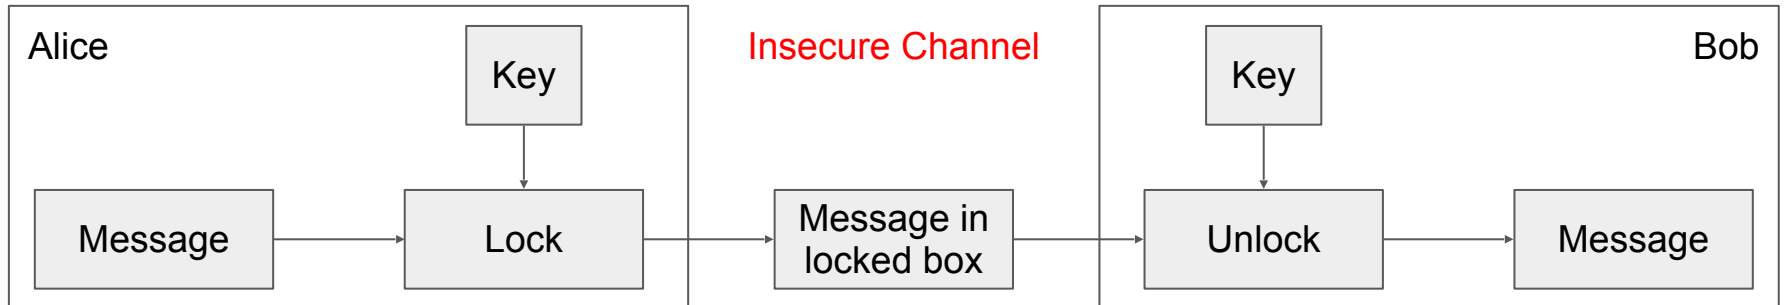 Alice
Insecure Channel
Bob
Key
Key
Message
Lock
Message in
locked box
Unlock
Message